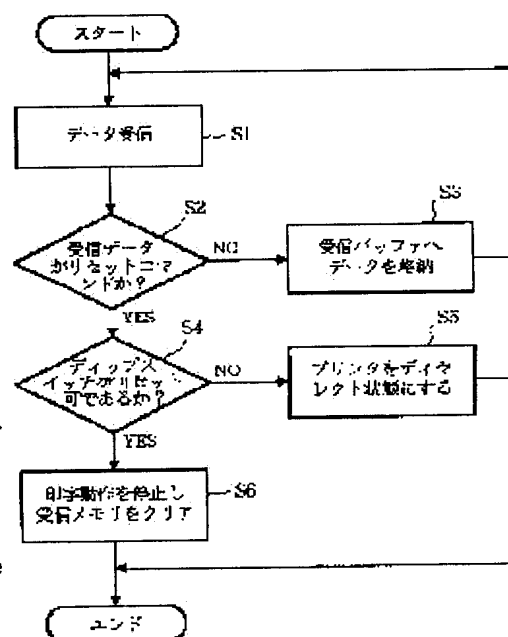 スタート
データ受信
S1
S2
受信データ
がリセットコマ
ンドか?
NO
YES
S3
受信バッファへ
データを格納
S4
ディップス
イッチがリセット
可であるか?
NO
YES
S5
プリンタをディセ
レクト状態にする
印字動作を停止し
受信メモリをクリア
S6
エンド